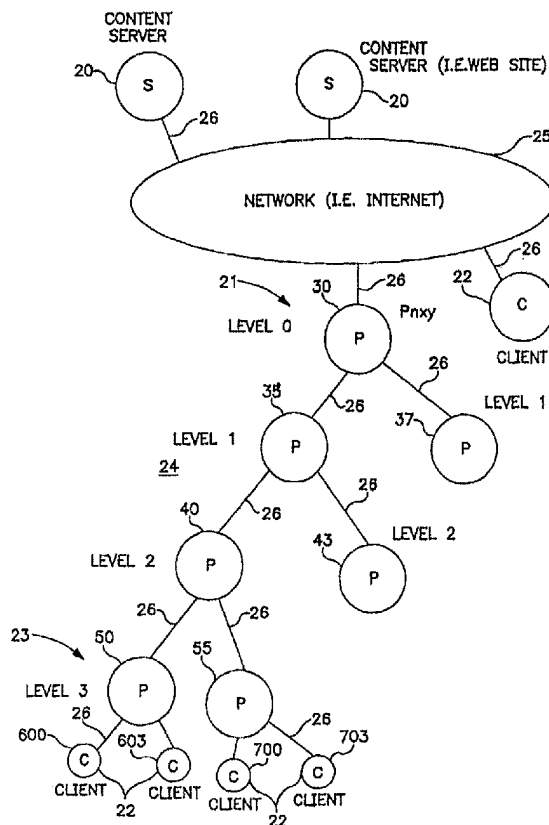 CONTENT
SERVER
20
S
26
CONTENT
SERVER (I.E.WEB SITE)
S
20
25
NETWORK (I.E. INTERNET)
21
30
26
Pnxy
LEVEL 0
P
22
26
C
CLIENT
35
26
26
LEVEL 1
37
P
LEVEL 1
P
24
40
26
26
LEVEL 2
43
P
LEVEL 2
P
23
50
26
26
55
LEVEL 3
P
P
600
26
603
C
C
CLIENT
CLIENT
22
700
26
703
C
C
CLIENT
CLIENT
22